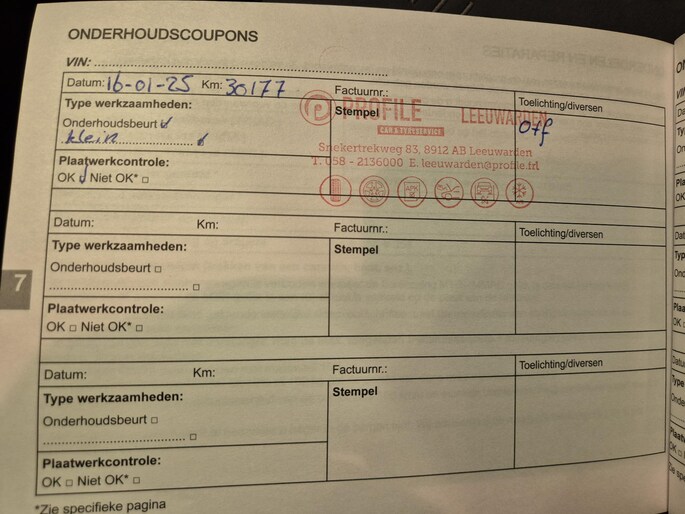 ONDERHOUDSCOUPONS
VIN:
Datum: 16-01-25 Km: 30177 Factuurnr.:
Type werkzaamheden:
Onderhoudsbeurt
klein
Plaatwerkcontrole:
OK Niet OK* □
Stempel
PROFILE LEEUWARDEN
CAR & TYRESERVICE
Snekertrekweg 83, 8912 AB Leeuwarden
T. 058 - 2136000 E. leeuwarden@profile.frl
Toelichting/diversen
Datum: Km: Factuurnr.:
Type werkzaamheden:
Onderhoudsbeurt □
Plaatwerkcontrole:
OK □ Niet OK* □
Stempel
Toelichting/diversen
Datum: Km: Factuurnr.:
Type werkzaamheden:
Onderhoudsbeurt □
Plaatwerkcontrole:
OK □ Niet OK* □
Stempel
Toelichting/diversen
*Zie specifieke pagina
7